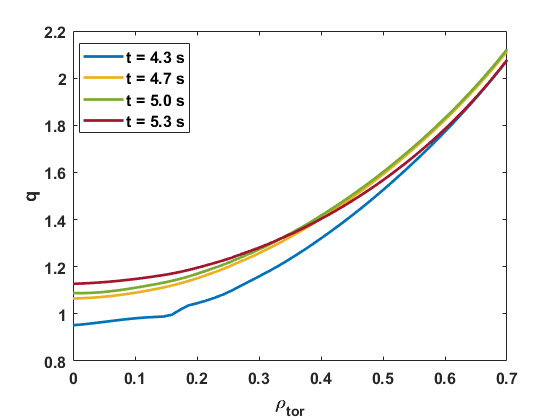 2.2
2
1.8
1.6
1.4
1.2
1
0.8
q
t = 4.3 s
t = 4.7 s
t = 5.0 s
t = 5.3 s
0 0.1 0.2 0.3 0.4 0.5 0.6 0.7
ρtor